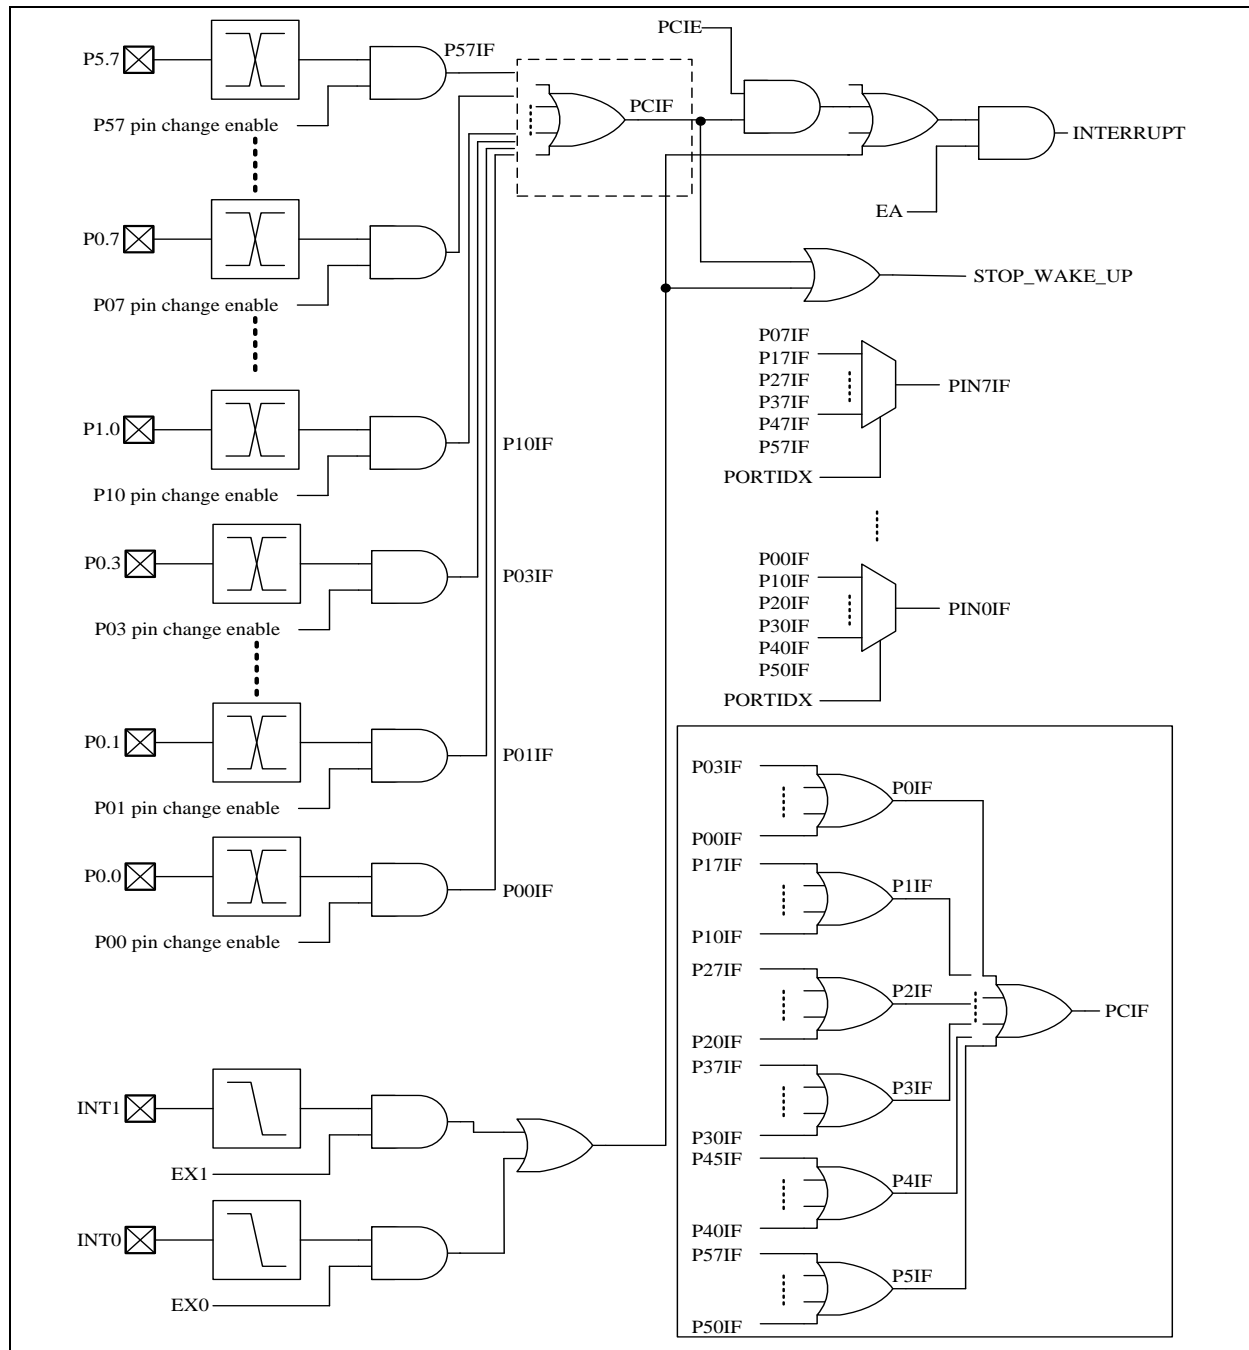 P5.7
P57IF
P57 pin change enable
P0.7
P07 pin change enable
P1.0
P10IF
P10 pin change enable
P0.3
P03IF
P03 pin change enable
P0.1
P01IF
P01 pin change enable
P0.0
P00IF
P00 pin change enable
INT1
EX1
INT0
EX0
PCIE
PCIF
INTERRUPT
EA
STOP_WAKE_UP
P07IF
P17IF
P27IF
P37IF
P47IF
P57IF
PIN7IF
PORTIDX
P00IF
P10IF
P20IF
P30IF
P40IF
P50IF
PIN0IF
PORTIDX
P03IF
P0IF
P00IF
P17IF
P1IF
P10IF
P27IF
P2IF
P20IF
P37IF
P3IF
P30IF
P45IF
P4IF
P40IF
P57IF
P5IF
P50IF
PCIF